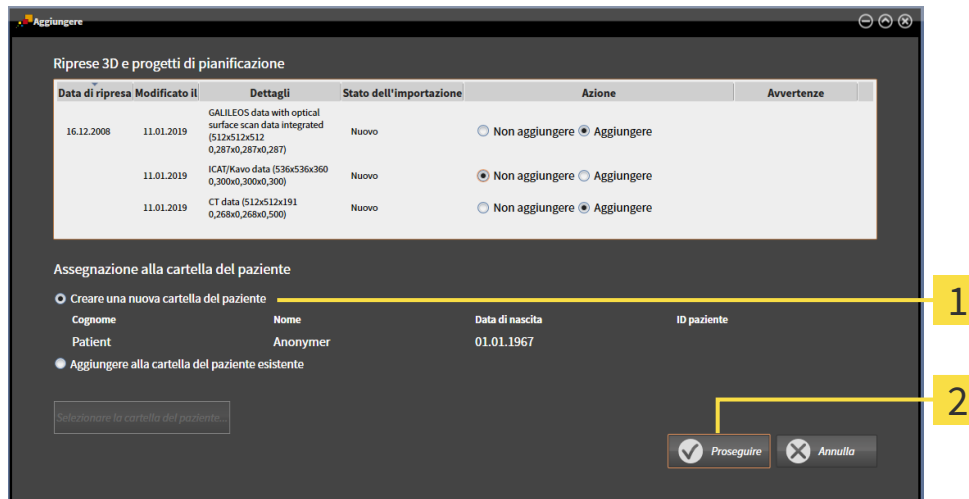 Aggiungere
Riprese 3D e progetti di pianificazione
Data di ripresa Modificato il Dettagli Stato dell'importazione Azione Avvertenze
GALILEOS data with optical
surface scan data integrated
(512x512x512
0,287x0,287x0,287)
16.12.2008 11.01.2019 Nuovo Non aggiungere Aggiungere
ICAT/Kavo data (536x536x360
0,300x0,300x0,300)
11.01.2019 Nuovo Non aggiungere Aggiungere
CT data (512x512x191
0,268x0,268x0,500)
11.01.2019 Nuovo Non aggiungere Aggiungere
Assegnazione alla cartella del paziente
Creare una nuova cartella del paziente
1
Cognome Nome Data di nascita ID paziente
Patient Anonymer 01.01.1967
Aggiungere alla cartella del paziente esistente
2
Selezionare la cartella del paziente...
Proseguire Annulla